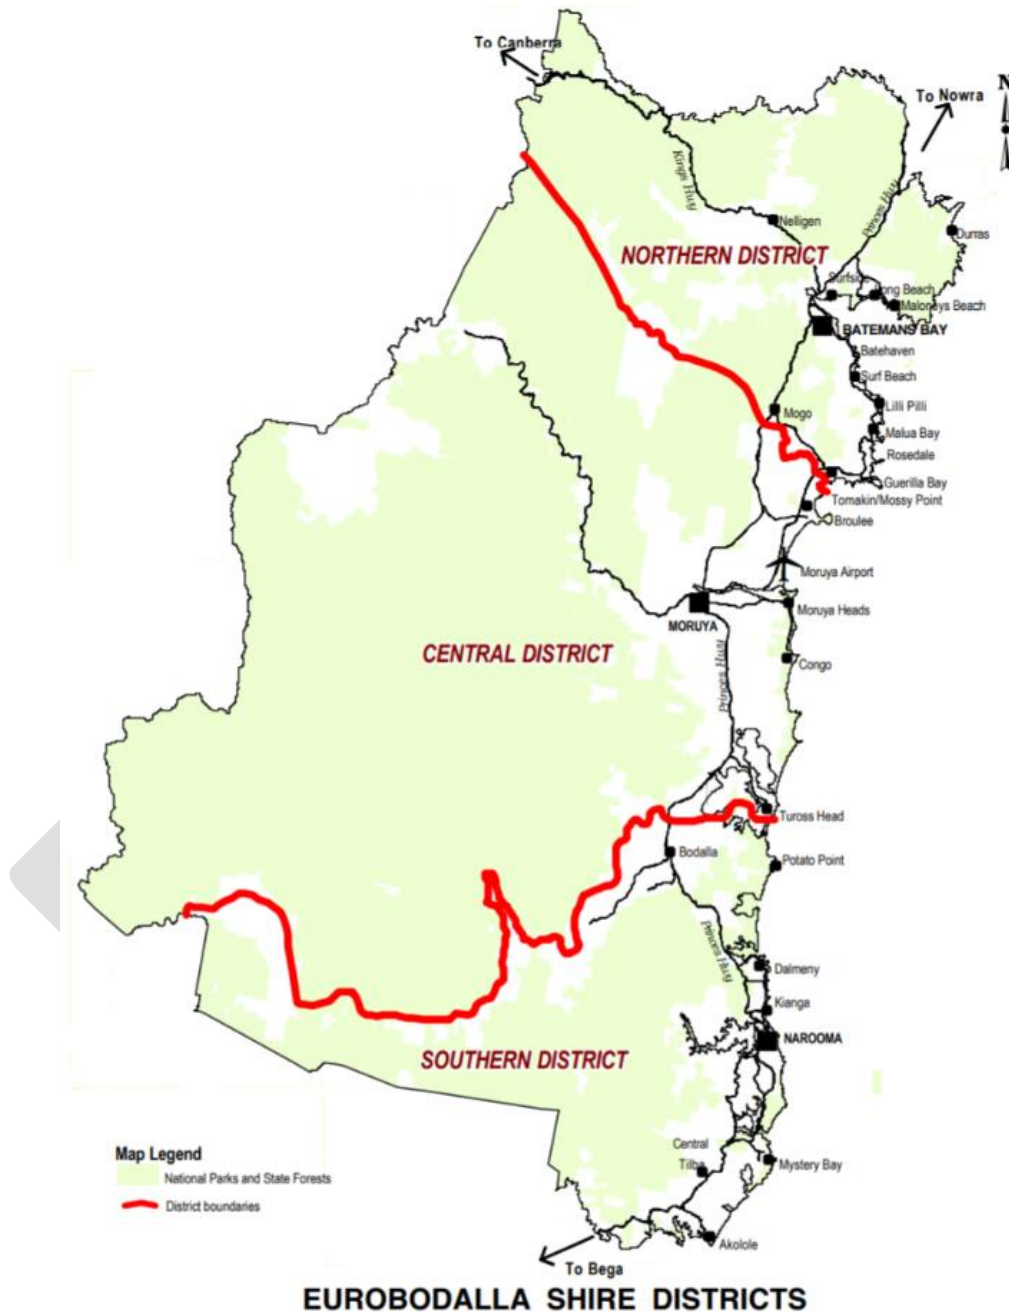 To Canberra
N
To Nowra
Kings Hwy
Princes Hwy
Nelligen
Durras
NORTHERN DISTRICT
Surfside
Long Beach
Maloneys Beach
BATEMANS BAY
Batehaven
Surf Beach
Lilli Pilli
Mogo
Malua Bay
Rosedale
Guerilla Bay
Tomakin/Mossy Point
Broulee
Moruya Airport
Moruya Heads
MORUYA
CENTRAL DISTRICT
Princes Hwy
Congo
Tuross Head
Bodalla
Potato Point
Princes Hwy
Dalmeny
Kianga
NAROOMA
SOUTHERN DISTRICT
Central
Tilba
Mystery Bay
Map Legend
National Parks and State Forests
District boundaries
Akolole
To Bega
EUROBODALLA SHIRE DISTRICTS